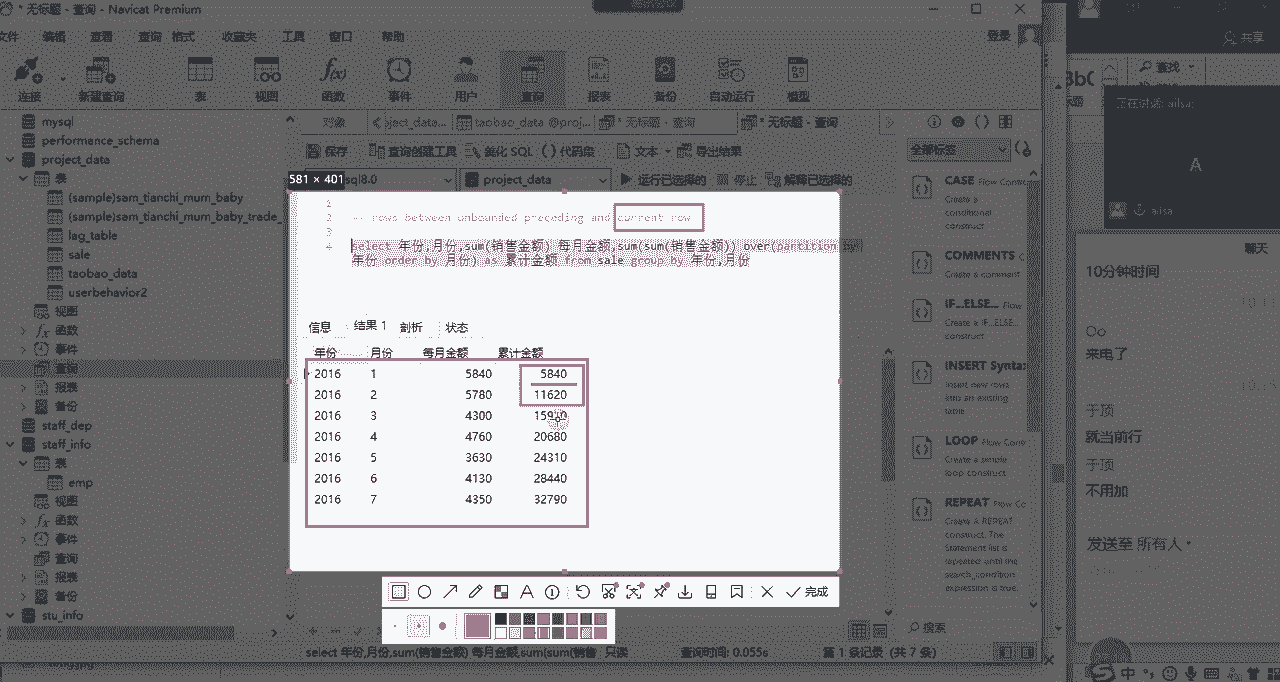 * 无标题 - 查询 - Navicat Premium
文件 编辑 查看 查询 格式 收藏夹 工具 窗口 帮助
登录
共享
连接 新建查询 表 视图 函数 事件 用户 查询 报表 备份 自动运行 模型
查找
正在讲话: ailsa;
A
ailsa
mysql
performance_schema
project_data
表
(sample)sam_tianchi_mum_baby
(sample)sam_tianchi_mum_baby_trade_
lag_table
sale
taobao_data
userbehavior2
视图
函数
事件
查询
报表
备份
staff_dep
staff_info
表
emp
视图
函数
事件
查询
报表
备份
stu_info
对象 taobao_data @proj... * 无标题 - 查询 * 无标题 - 查询
保存 查询创建工具 美化 SQL () 代码段 文本 导出结果
581 × 401
project_data 运行已选择的 停止 解释已选择的
1
2 -- rows between unbounded preceding and current row
3
4 select 年份,月份,sum(销售金额) 每月金额,sum(sum(销售金额)) over(partition by
年份 order by 月份) as 累计金额 from sale group by 年份,月份
信息 结果 1 剖析 状态
年份 月份 每月金额 累计金额
2016 1 5840 5840
2016 2 5780 11620
2016 3 4300
2016 4 4760 20680
2016 5 3630 24310
2016 6 4130 28440
2016 7 4350 32790
完成
select 年份,月份,sum(销售金额) 每月金额,sum(sum(销售 只读 查询时间: 0.055s 第 1 条记录 (共 7 条)
全部标签
CASE Flow Cont
Create a
conditional
construct
COMMENTS
Create a comment
IF...ELSE... Flow
Create a IF...ELSE...
construct
INSERT Syntax
Insert new rows
into an existing
table
LOOP Flow Cont
Create a simple
loop construct
REPEAT Flow Co
Create a REPEAT
construct. The
Statement list is
repeated until the
search_condition
expression is true.
搜索
聊天
10分钟时间
Oo
来电了
于顶
就当前行
于顶
不用加
发送至 所有人
中